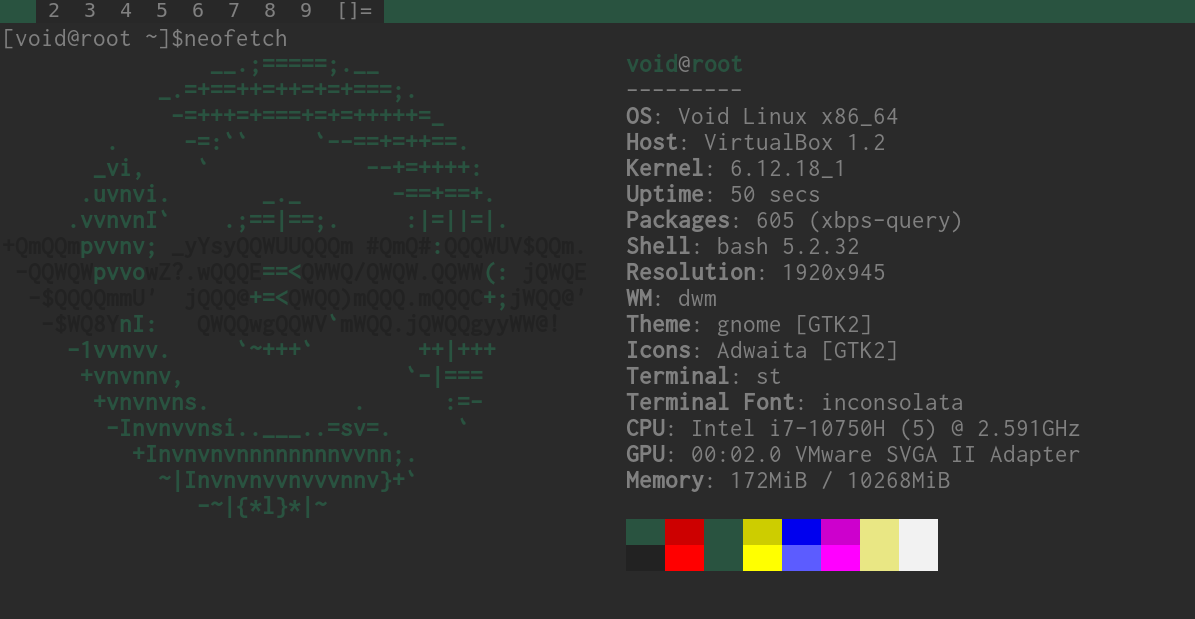 2 3 4 5 6 7 8 9 []=
[void@root ~]$neofetch
void@root
---------
OS: Void Linux x86_64
Host: VirtualBox 1.2
Kernel: 6.12.18_1
Uptime: 50 secs
Packages: 605 (xbps-query)
Shell: bash 5.2.32
Resolution: 1920x945
WM: dwm
Theme: gnome [GTK2]
Icons: Adwaita [GTK2]
Terminal: st
Terminal Font: inconsolata
CPU: Intel i7-10750H (5) @ 2.591GHz
GPU: 00:02.0 VMware SVGA II Adapter
Memory: 172MiB / 10268MiB